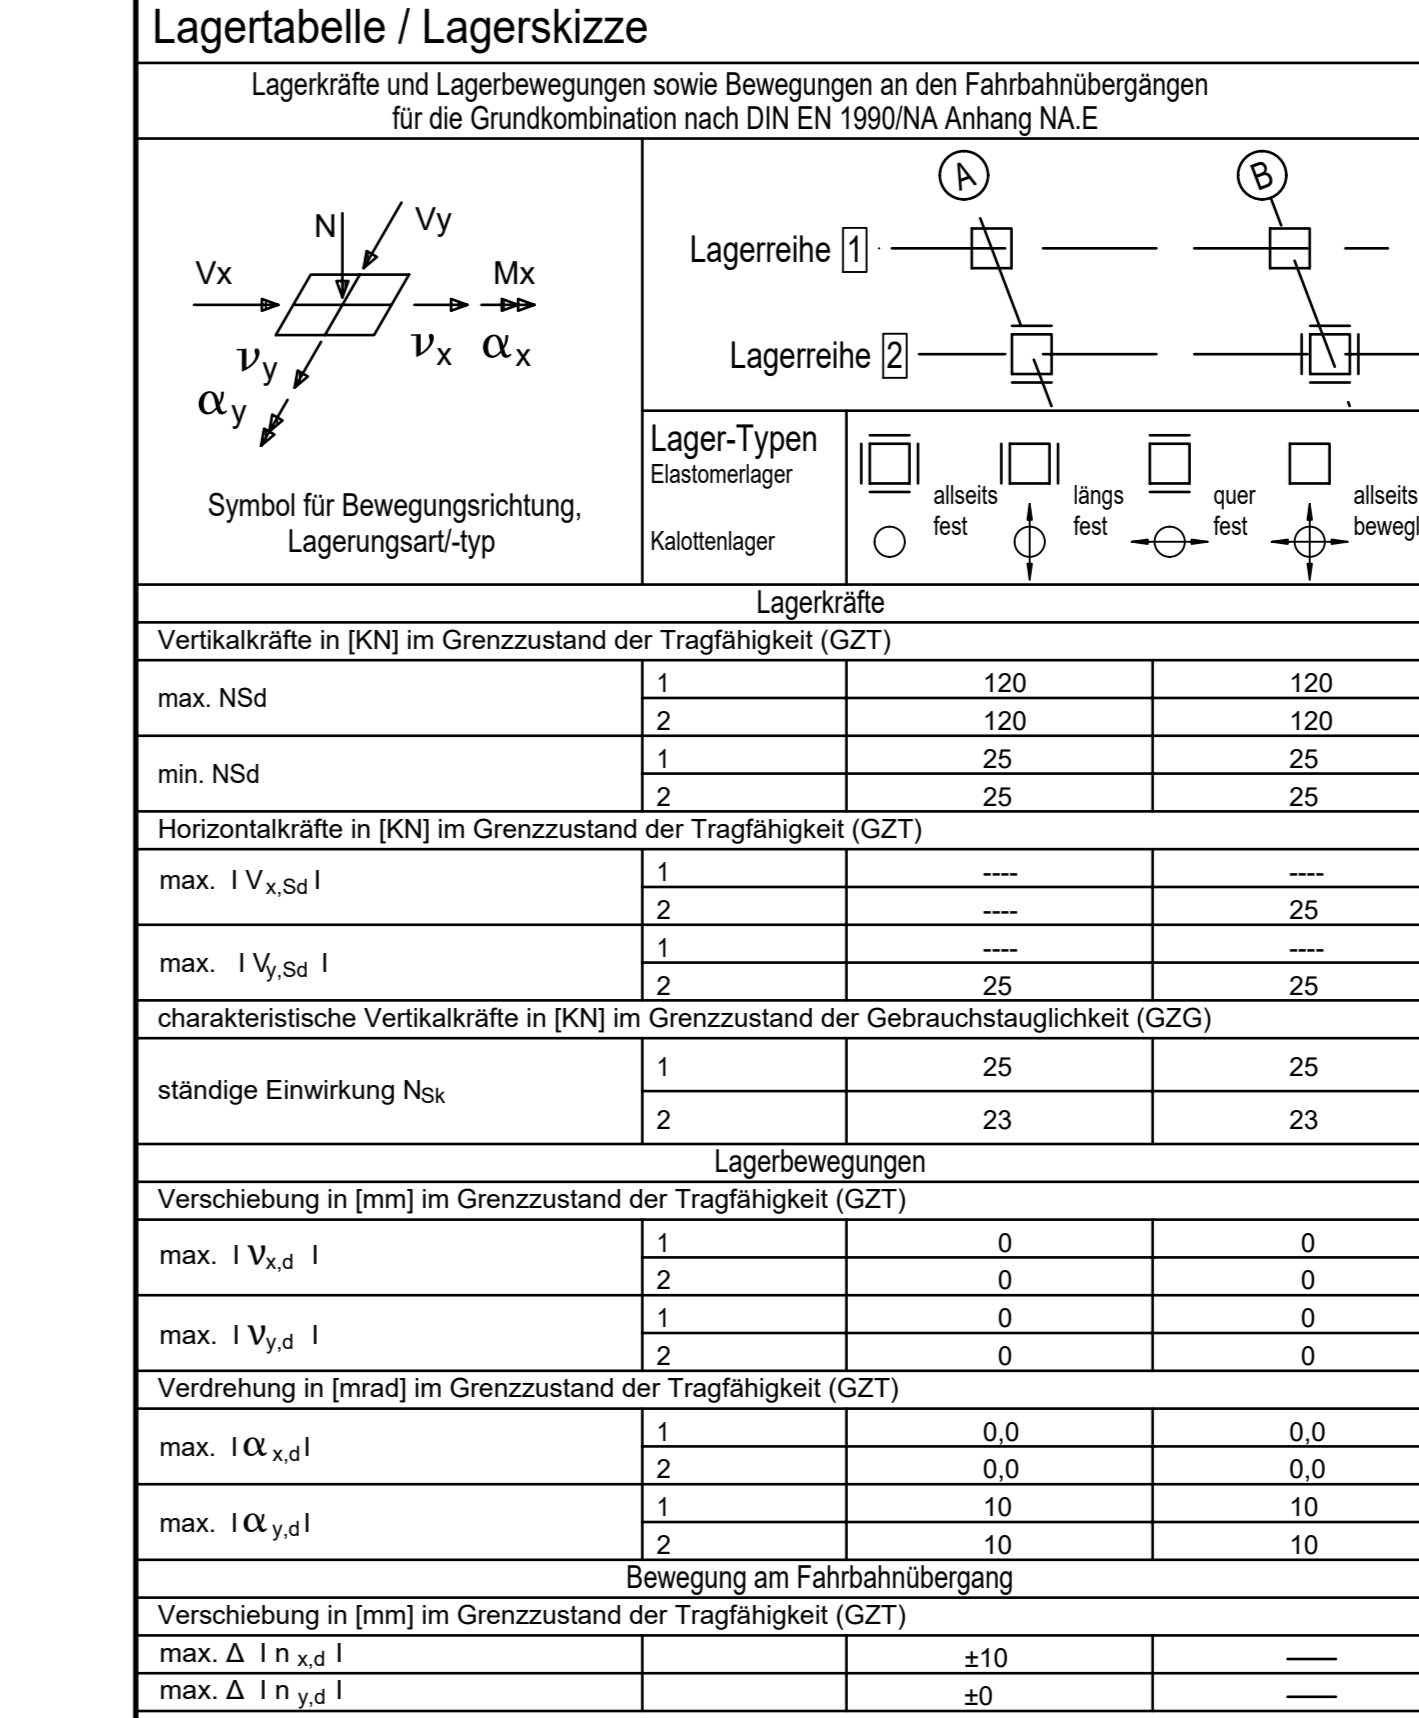 Lagertabelle / Lagerskizze
Lagerkräfte und Lagerbewegungen sowie Bewegungen an den Fahrbahnübergängen
für die Grundkombination nach DIN EN 1990/NA Anhang NA.E
A B
N Vy
Vx Mx
νy νx αx
αy
Symbol für Bewegungsrichtung,
Lagerungsart/-typ
Lagerreihe 1
Lagerreihe 2
Lager-Typen
Elastomerlager
Kalottenlager
allseits
fest
längs
fest
quer
fest
allseits
bewegl
Lagerkräfte
Vertikalkräfte in [KN] im Grenzzustand der Tragfähigkeit (GZT)
max. NSd
1 120 120
2 120 120
min. NSd
1 25 25
2 25 25
Horizontalkräfte in [KN] im Grenzzustand der Tragfähigkeit (GZT)
max. I Vx,Sd I
1 ---- ----
2 ---- 25
max. I Vy,Sd I
1 ---- ----
2 25 25
charakteristische Vertikalkräfte in [KN] im Grenzzustand der Gebrauchstauglichkeit (GZG)
ständige Einwirkung NSk
1 25 25
2 23 23
Lagerbewegungen
Verschiebung in [mm] im Grenzzustand der Tragfähigkeit (GZT)
max. I νx,d I
1 0 0
2 0 0
max. I νy,d I
1 0 0
2 0 0
Verdrehung in [mrad] im Grenzzustand der Tragfähigkeit (GZT)
max. I αx,d I
1 0,0 0,0
2 0,0 0,0
max. I αy,d I
1 10 10
2 10 10
Bewegung am Fahrbahnübergang
Verschiebung in [mm] im Grenzzustand der Tragfähigkeit (GZT)
max. Δ I n x,d I ±10 —
max. Δ I n y,d I ±0 —